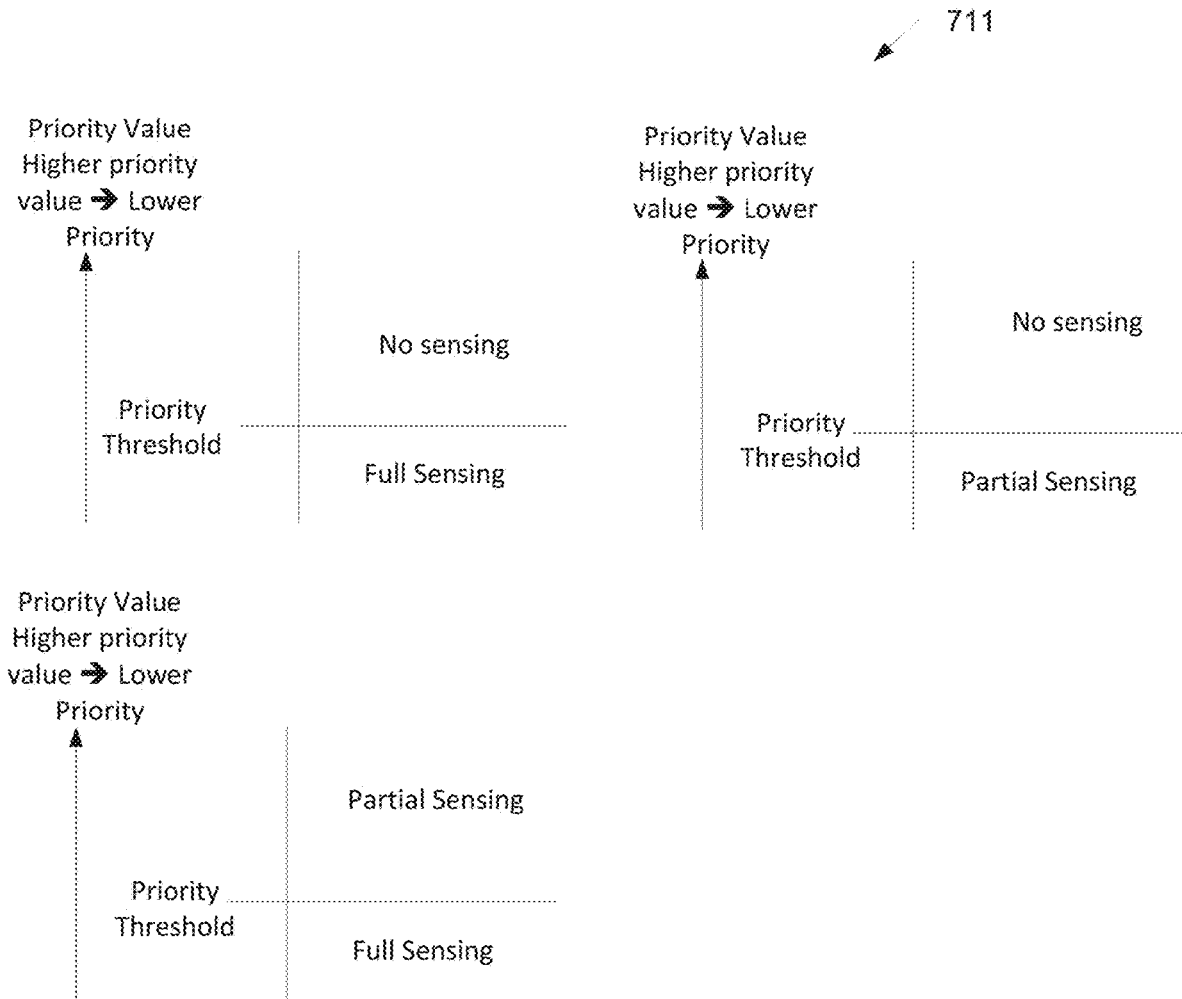 711
Priority Value
Higher priority
value ➔ Lower
Priority
No sensing
Priority
Threshold
Full Sensing
Priority Value
Higher priority
value ➔ Lower
Priority
No sensing
Priority
Threshold
Partial Sensing
Priority Value
Higher priority
value ➔ Lower
Priority
Partial Sensing
Priority
Threshold
Full Sensing